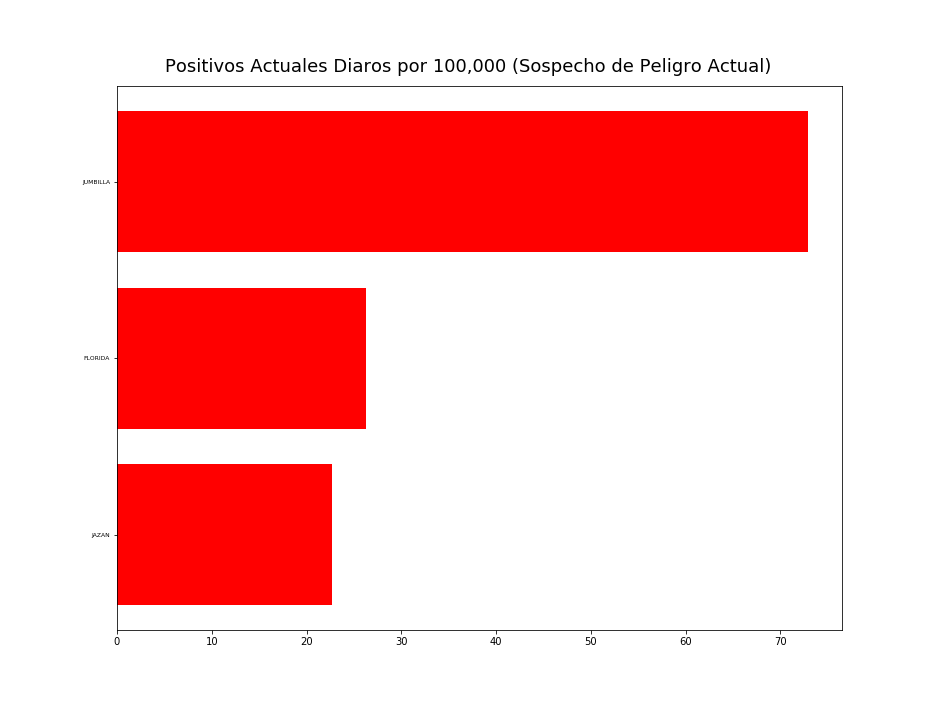 Positivos Actuales Diaros por 100,000 (Sospecho de Peligro Actual)
JUMBILLA
FLORIDA
JAZAN
0 10 20 30 40 50 60 70